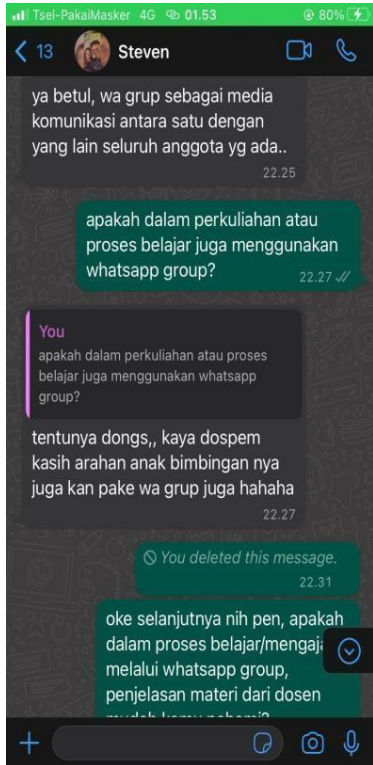 Tsel-PakaiMasker 4G 01.53 80%
13 Steven
ya betul, wa grup sebagai media
komunikasi antara satu dengan
yang lain seluruh anggota yg ada..
22.25
apakah dalam perkuliahan atau
proses belajar juga menggunakan
whatsapp group?
22.27
You
apakah dalam perkuliahan atau proses
belajar juga menggunakan whatsapp
group?
tentunya dongs,, kaya dospem
kasih arahan anak bimbingan nya
juga kan pake wa grup juga hahaha
22.27
You deleted this message.
22.31
oke selanjutnya nih pen, apakah
dalam proses belajar/mengaja
melalui whatsapp group,
penjelasan materi dari dosen